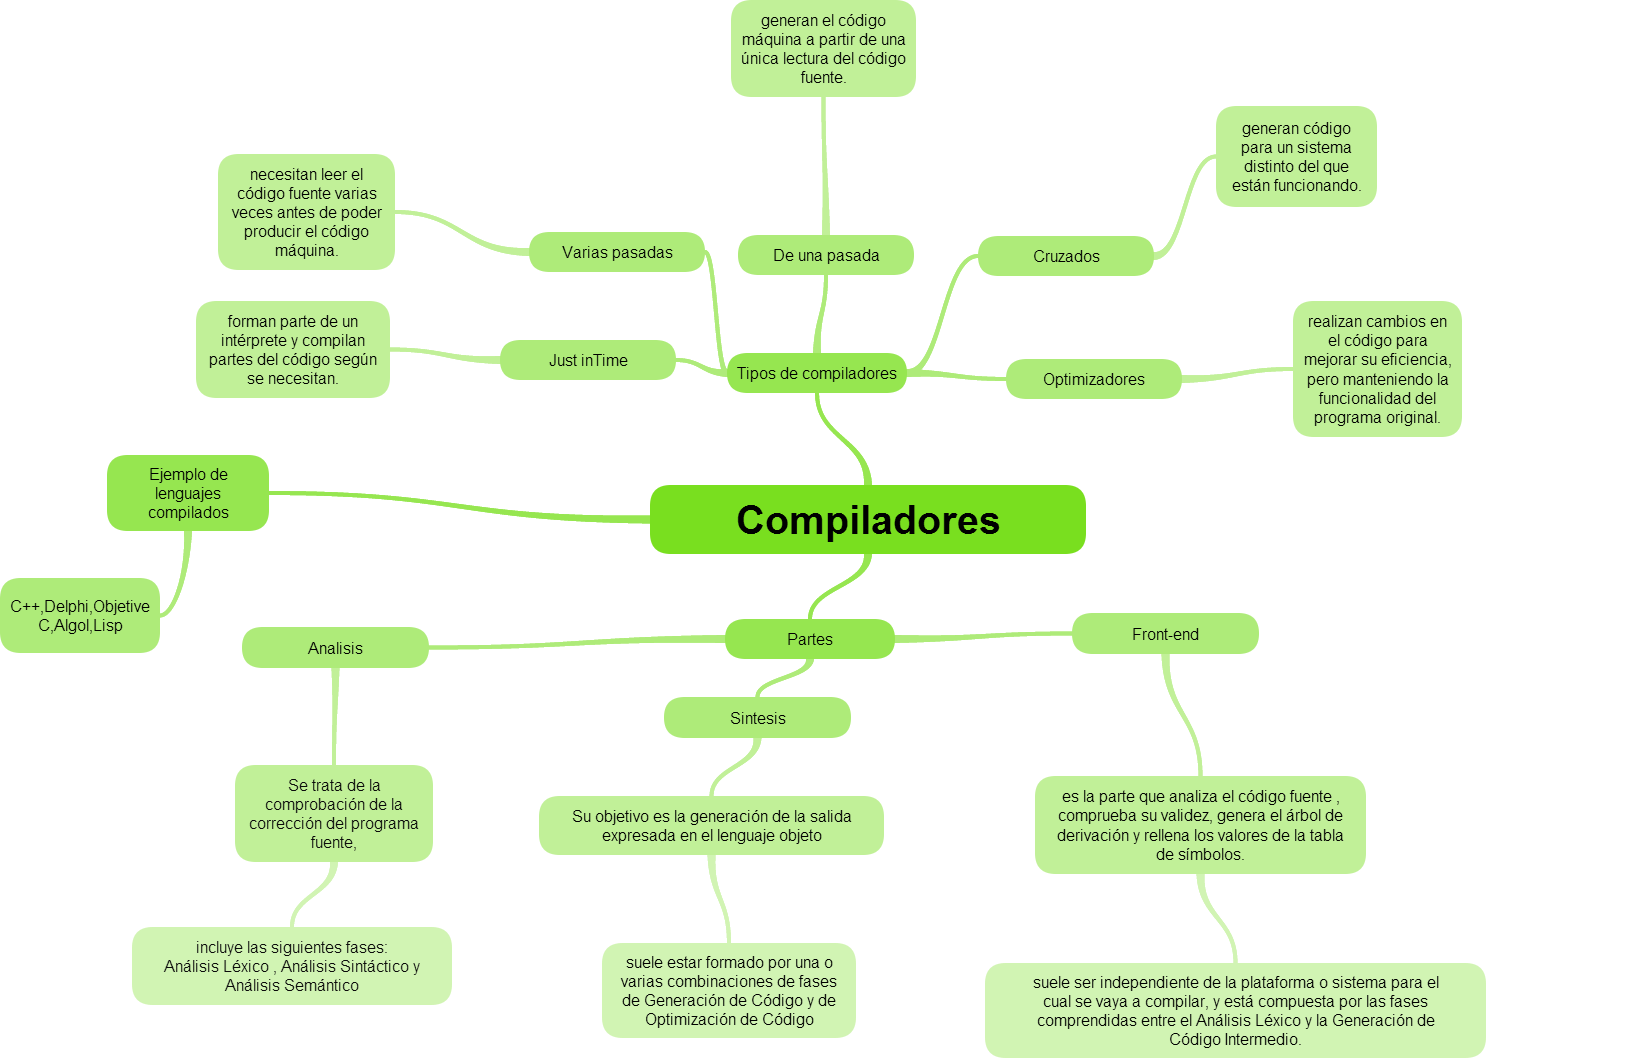 generan el código
máquina a partir de una
única lectura del código
fuente.
generan código
para un sistema
distinto del que
están funcionando.
necesitan leer el
código fuente varias
veces antes de poder
producir el código
máquina.
Varias pasadas
De una pasada
Cruzados
forman parte de un
intérprete y compilan
partes del código según
se necesitan.
Just inTime
Tipos de compiladores
Optimizadores
realizan cambios en
el código para
mejorar su eficiencia,
pero manteniendo la
funcionalidad del
programa original.
Ejemplo de
lenguajes
compilados
Compiladores
C++,Delphi,Objetive
C,Algol,Lisp
Analisis
Partes
Front-end
Sintesis
Se trata de la
comprobación de la
corrección del programa
fuente,
Su objetivo es la generación de la salida
expresada en el lenguaje objeto
es la parte que analiza el código fuente ,
comprueba su validez, genera el árbol de
derivación y rellena los valores de la tabla
de símbolos.
incluye las siguientes fases:
Análisis Léxico , Análisis Sintáctico y
Análisis Semántico
suele estar formado por una o
varias combinaciones de fases
de Generación de Código y de
Optimización de Código
suele ser independiente de la plataforma o sistema para el
cual se vaya a compilar, y está compuesta por las fases
comprendidas entre el Análisis Léxico y la Generación de
Código Intermedio.